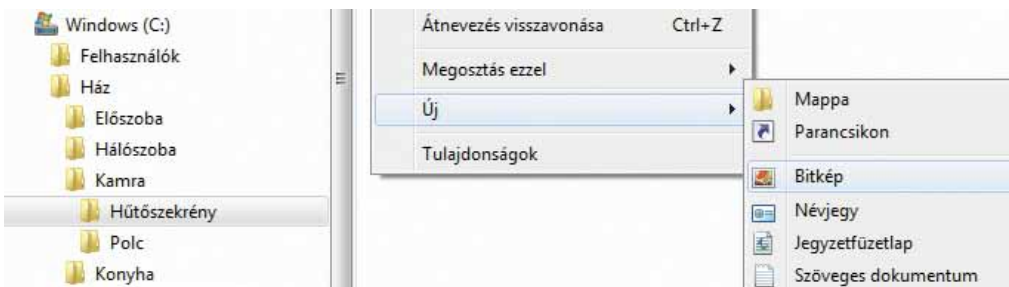 Windows (C:)
Felhasználók
Ház
Előszoba
Hálószoba
Kamra
Hűtőszekrény
Polc
Konyha
Átnevezés visszavonása Ctrl+Z
Megosztás ezzel
Új
Tulajdonságok
Mappa
Parancsikon
Bitkép
Névjegy
Jegyzetfüzetlap
Szöveges dokumentum